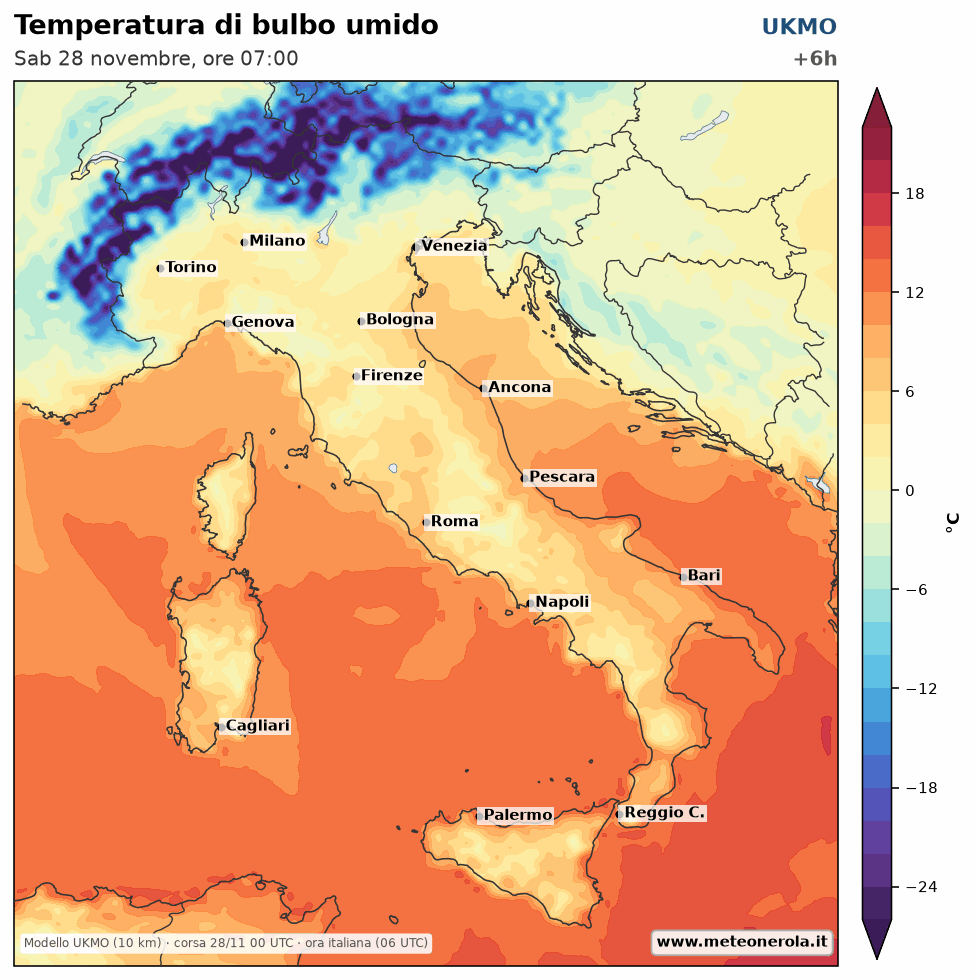 Temperatura di bulbo umido
UKMO
Sab 28 novembre, ore 07:00
+6h
Milano
Venezia
Torino
Genova
Bologna
Firenze
Ancona
Pescara
Roma
Bari
Napoli
Cagliari
Palermo
Reggio C.
18
12
6
0
−6
−12
−18
−24
°C
Modello UKMO (10 km) · corsa 28/11 00 UTC · ora italiana (06 UTC)
www.meteonerola.it